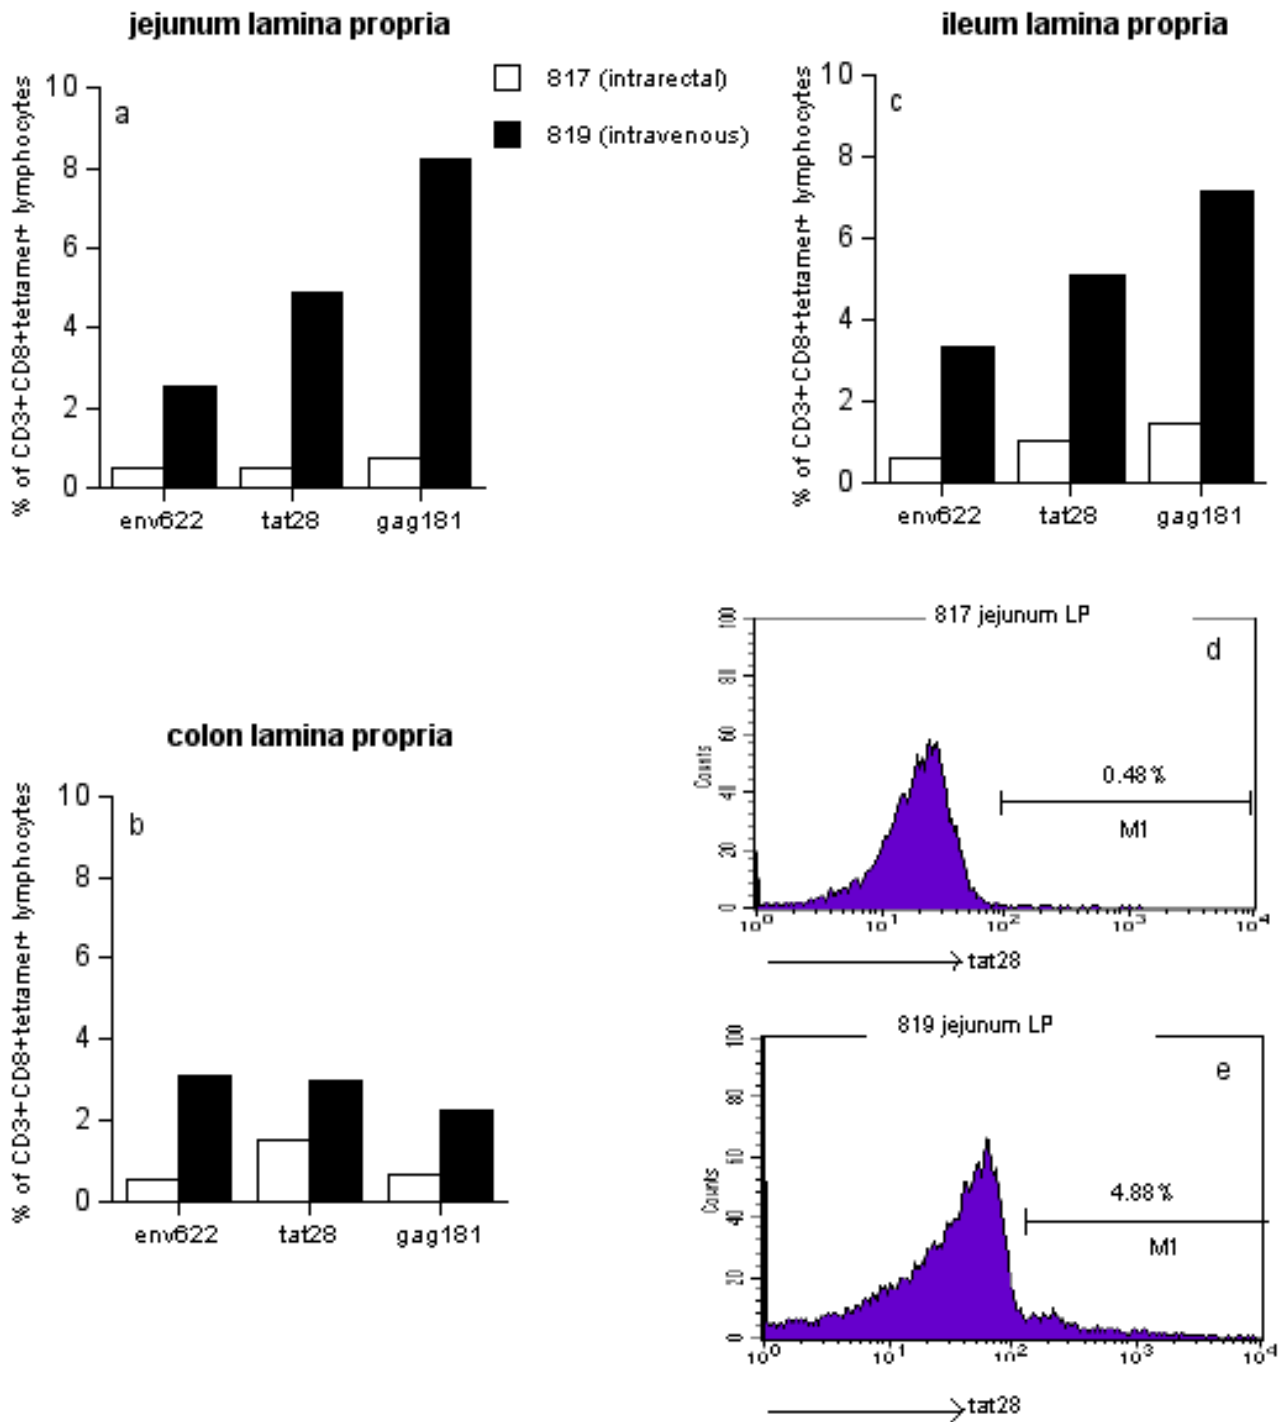 jejunum lamina propria
% of CD3+CD8+tetramer+ lymphocytes
10
8
6
4
2
0
a
env622 tat28 gag181
817 (intrarectal)
819 (intravenous)
ileum lamina propria
% of CD3+CD8+tetramer+ lymphocytes
10
8
6
4
2
0
c
env622 tat28 gag181
colon lamina propria
% of CD3+CD8+tetramer+ lymphocytes
10
8
6
4
2
0
b
env622 tat28 gag181
817 jejunum LP
d
Counts
100
80
60
40
20
0
0.48%
M1
10⁰ 10¹ 10² 10³ 10⁴
tat28
819 jejunum LP
e
Counts
100
80
60
40
20
0
4.88%
M1
10⁰ 10¹ 10² 10³ 10⁴
tat28